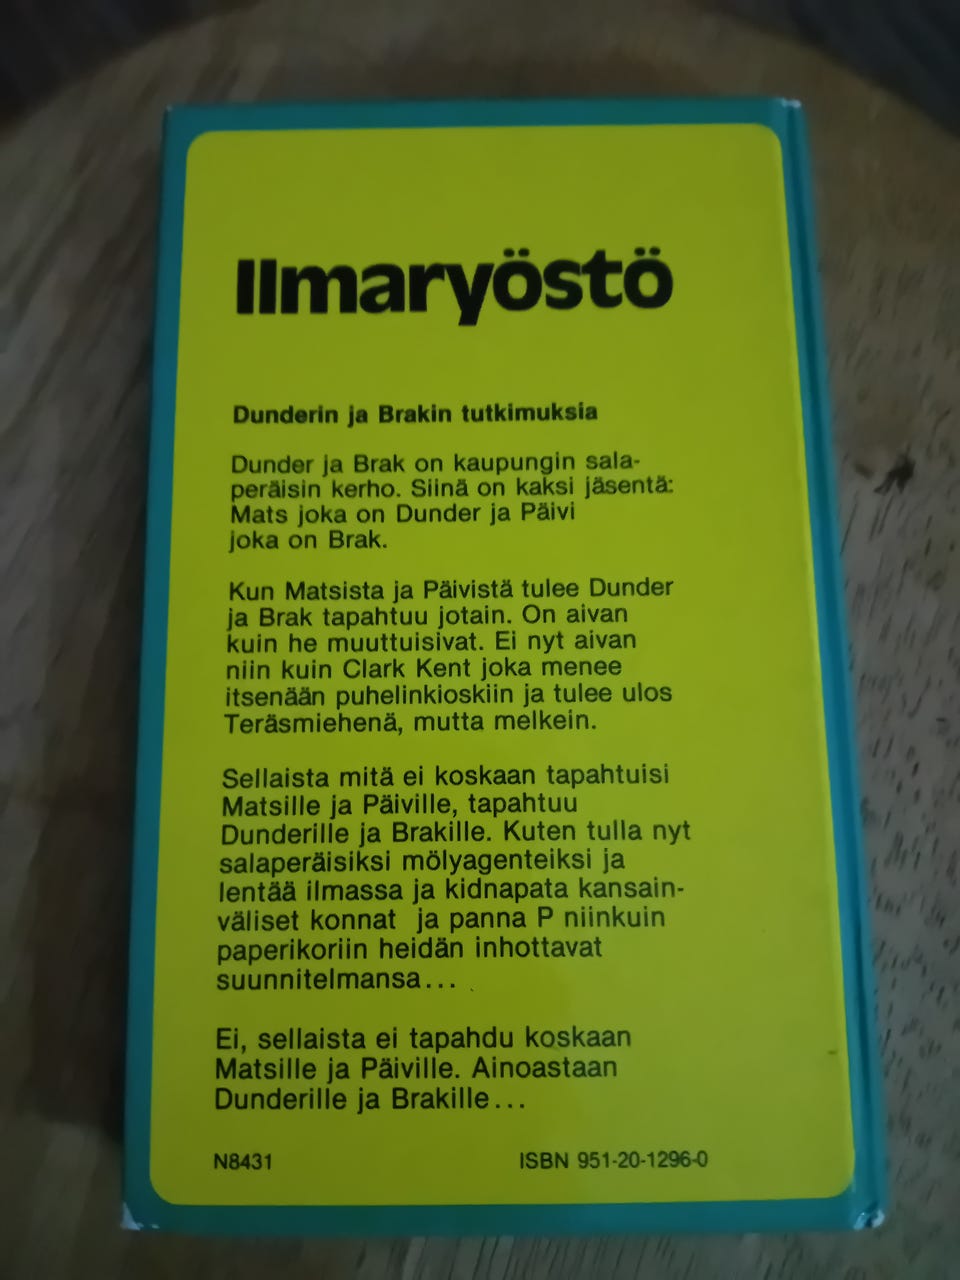 Ilmaryöstö
Dunderin ja Brakin tutkimuksia
Dunder ja Brak on kaupungin sala-
peräisin kerho. Siinä on kaksi jäsentä:
Mats joka on Dunder ja Päivi
joka on Brak.
Kun Matsista ja Päivistä tulee Dunder
ja Brak tapahtuu jotain. On aivan
kuin he muuttuisivat. Ei nyt aivan
niin kuin Clark Kent joka menee
itsenään puhelinkioskiin ja tulee ulos
Teräsmiehenä, mutta melkein.
Sellaista mitä ei koskaan tapahtuisi
Matsille ja Päiville, tapahtuu
Dunderille ja Brakille. Kuten tulla nyt
salaperäisiksi mölyagenteiksi ja
lentää ilmassa ja kidnapata kansain-
väliset konnat ja panna P niinkuin
paperikoriin heidän inhottavat
suunnitelmansa...
Ei, sellaista ei tapahdu koskaan
Matsille ja Päiville. Ainoastaan
Dunderille ja Brakille...
N8431 ISBN 951-20-1296-0